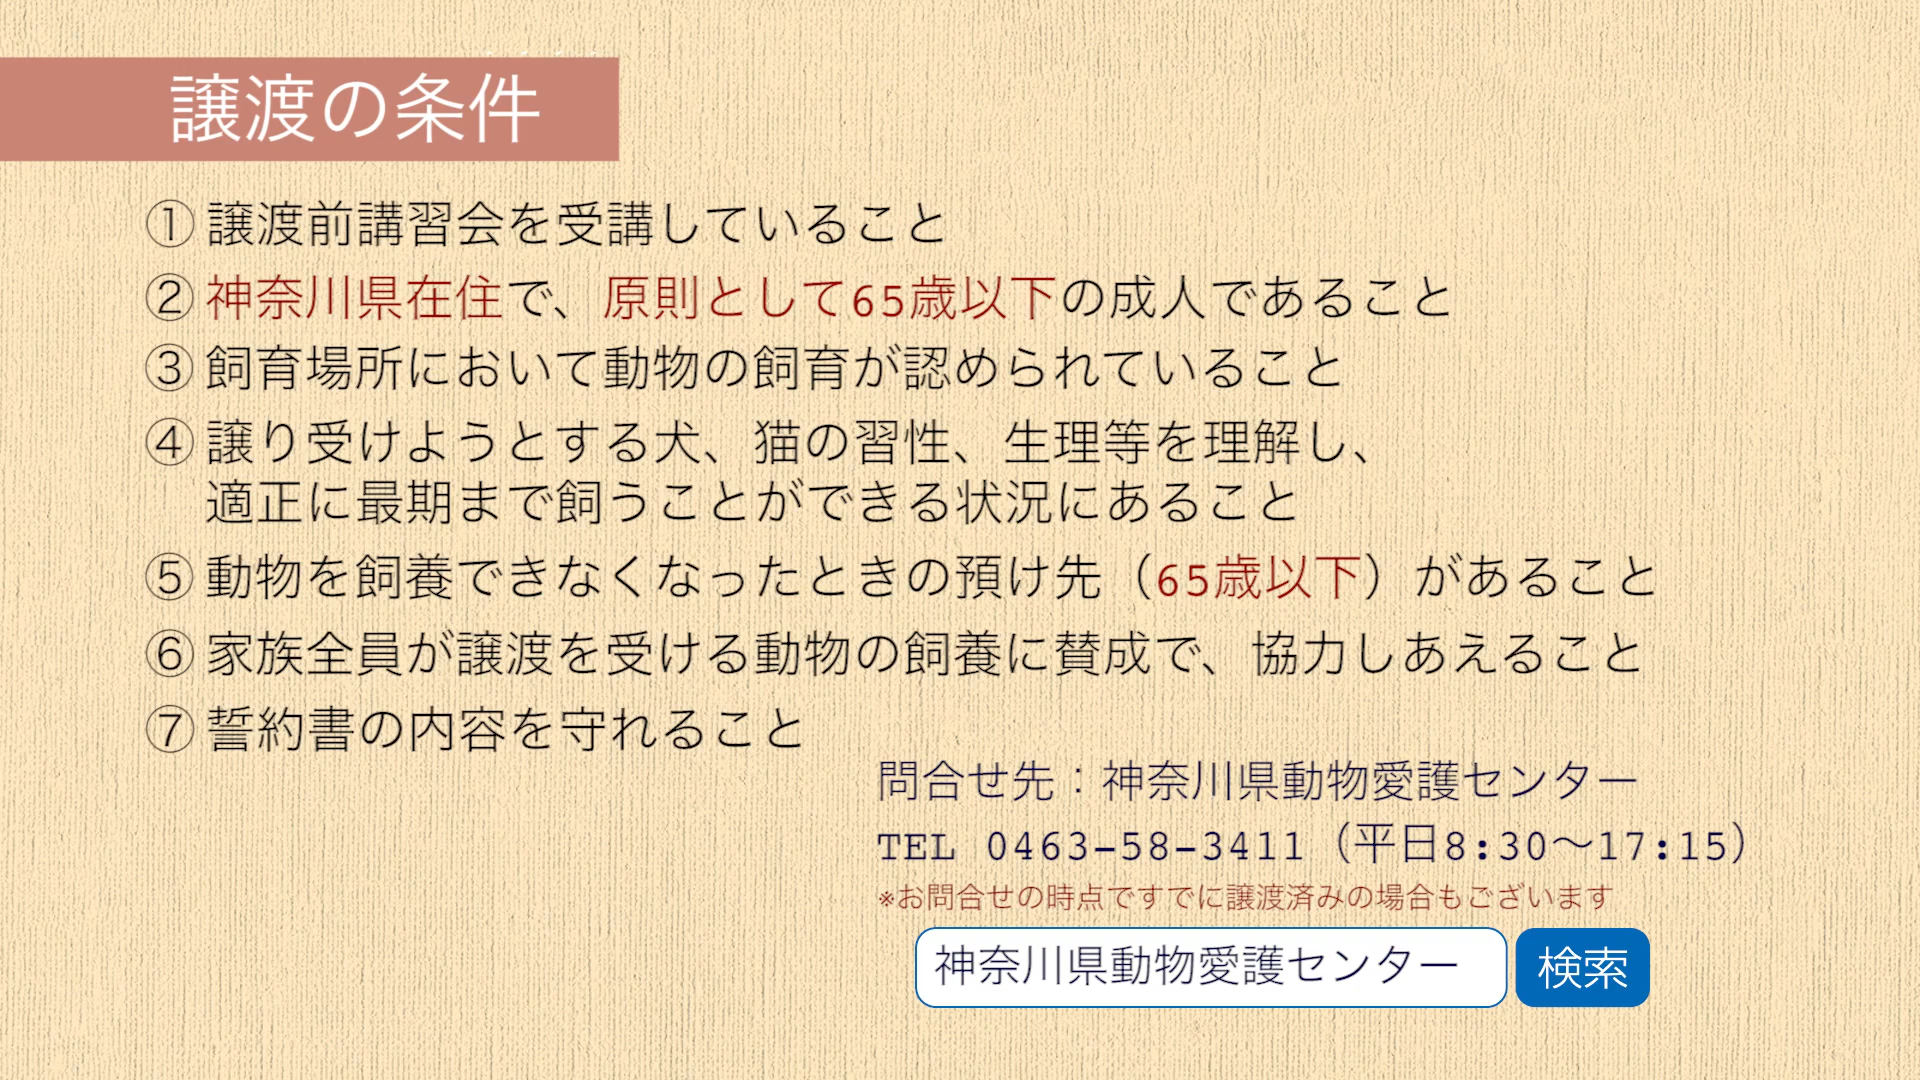 譲渡の条件
①譲渡前講習会を受講していること
②神奈川県在住で、原則として65歳以下の成人であること
③飼育場所において動物の飼育が認められていること
④譲り受けようとする犬、猫の習性、生理等を理解し、
適正に最期まで飼うことができる状況にあること
⑤動物を飼養できなくなったときの預け先（65歳以下）があること
⑥家族全員が譲渡を受ける動物の飼養に賛成で、協力しあえること
⑦誓約書の内容を守れること
問合せ先：神奈川県動物愛護センター
TEL 0463-58-3411（平日8:30～17:15）
※お問合せの時点ですでに譲渡済みの場合もございます
神奈川県動物愛護センター 検索